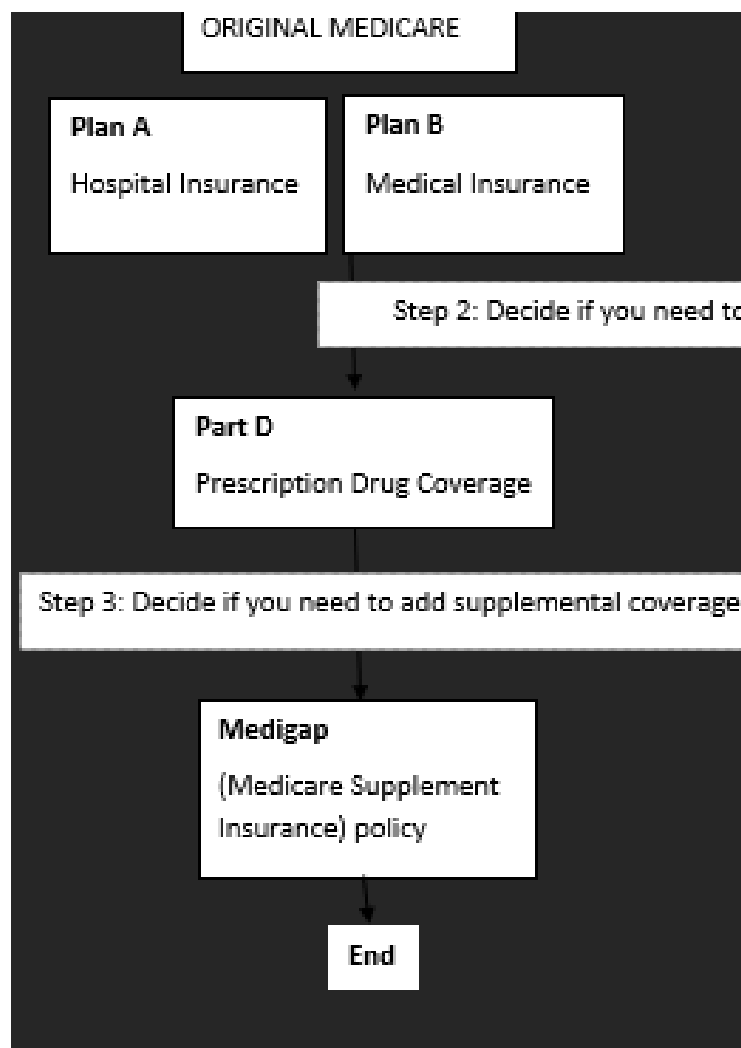 ORIGINAL MEDICARE
Plan A
Hospital Insurance
Plan B
Medical Insurance
Step 2: Decide if you need to
Part D
Prescription Drug Coverage
Step 3: Decide if you need to add supplemental coverage
Medigap
(Medicare Supplement
Insurance) policy
End